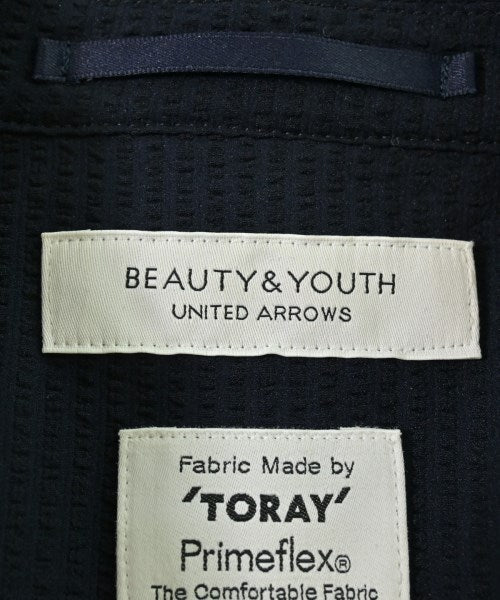 BEAUTY&YOUTH
UNITED ARROWS
Fabric Made by
'TORAY'
Primeflex®
The Comfortable Fabric